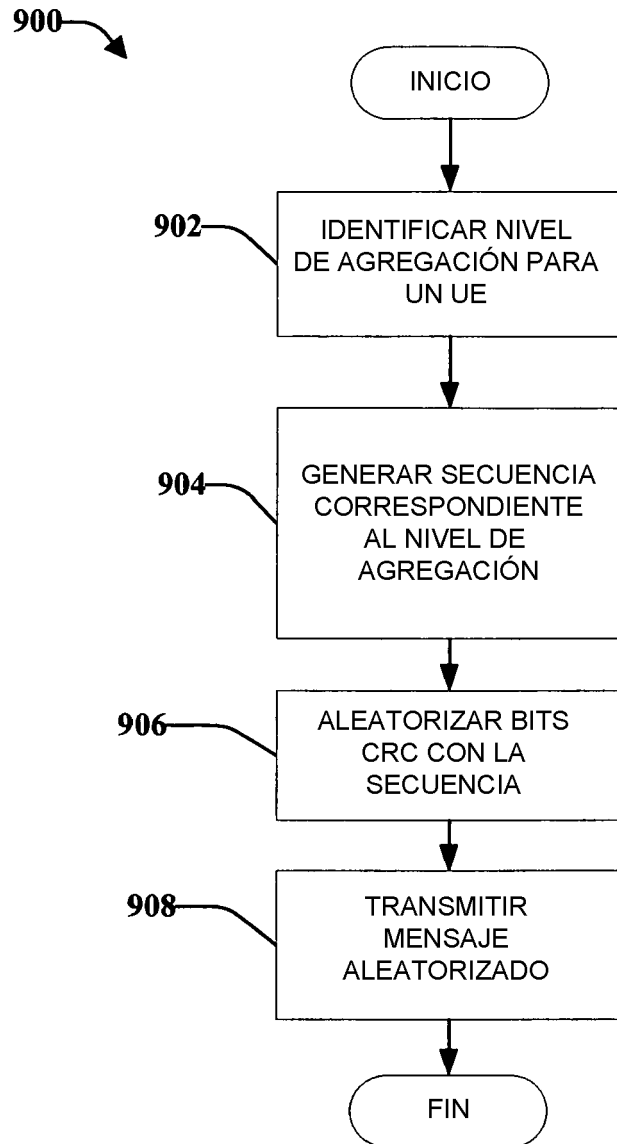 900
INICIO
902
IDENTIFICAR NIVEL
DE AGREGACIÓN PARA
UN UE
904
GENERAR SECUENCIA
CORRESPONDIENTE
AL NIVEL DE
AGREGACIÓN
906
ALEATORIZAR BITS
CRC CON LA
SECUENCIA
908
TRANSMITIR
MENSAJE
ALEATORIZADO
FIN